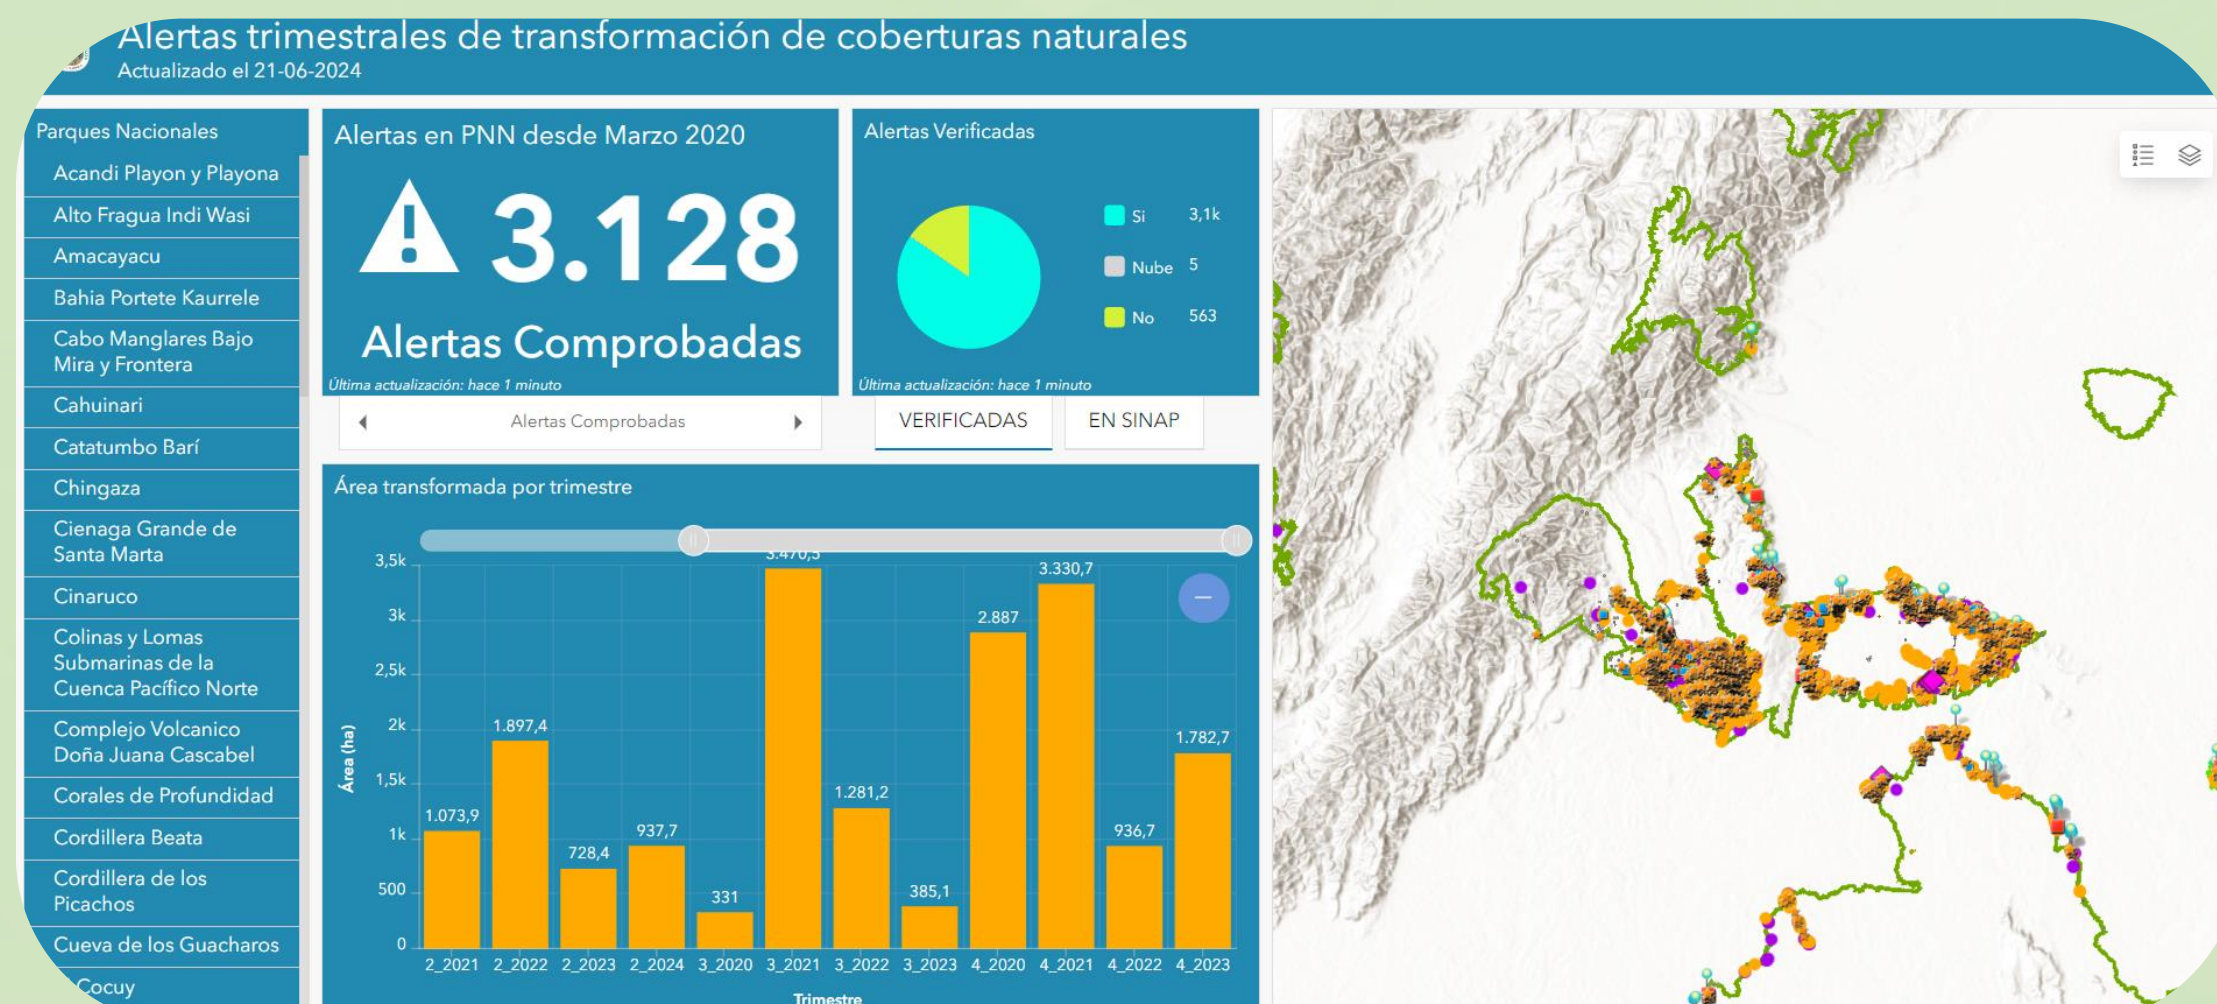 Alertas trimestrales de transformación de coberturas naturales
Actualizado el 21-06-2024
Parques Nacionales
Acandi Playon y Playona
Alto Fragua Indi Wasi
Amacayacu
Bahia Portete Kaurrele
Cabo Manglares Bajo
Mira y Frontera
Cahuinari
Catatumbo Barí
Chingaza
Cienaga Grande de
Santa Marta
Cinaruco
Colinas y Lomas
Submarinas de la
Cuenca Pacífico Norte
Complejo Volcanico
Doña Juana Cascabel
Corales de Profundidad
Cordillera Beata
Cordillera de los
Picachos
Cueva de los Guacharos
Cocuy
Alertas en PNN desde Marzo 2020
3.128
Alertas Comprobadas
Última actualización: hace 1 minuto
Alertas Comprobadas
Alertas Verificadas
Si 3,1k
Nube 5
No 563
Última actualización: hace 1 minuto
VERIFICADAS EN SINAP
Área transformada por trimestre
3,5k
3k
2,5k
2k
1,5k
1k
500
0
Área (ha)
1.073,9
1.897,4
728,4
937,7
331
3.470,5
1.281,2
385,1
2.887
3.330,7
936,7
1.782,7
2_2021 2_2022 2_2023 2_2024 3_2020 3_2021 3_2022 3_2023 4_2020 4_2021 4_2022 4_2023
Trimestre